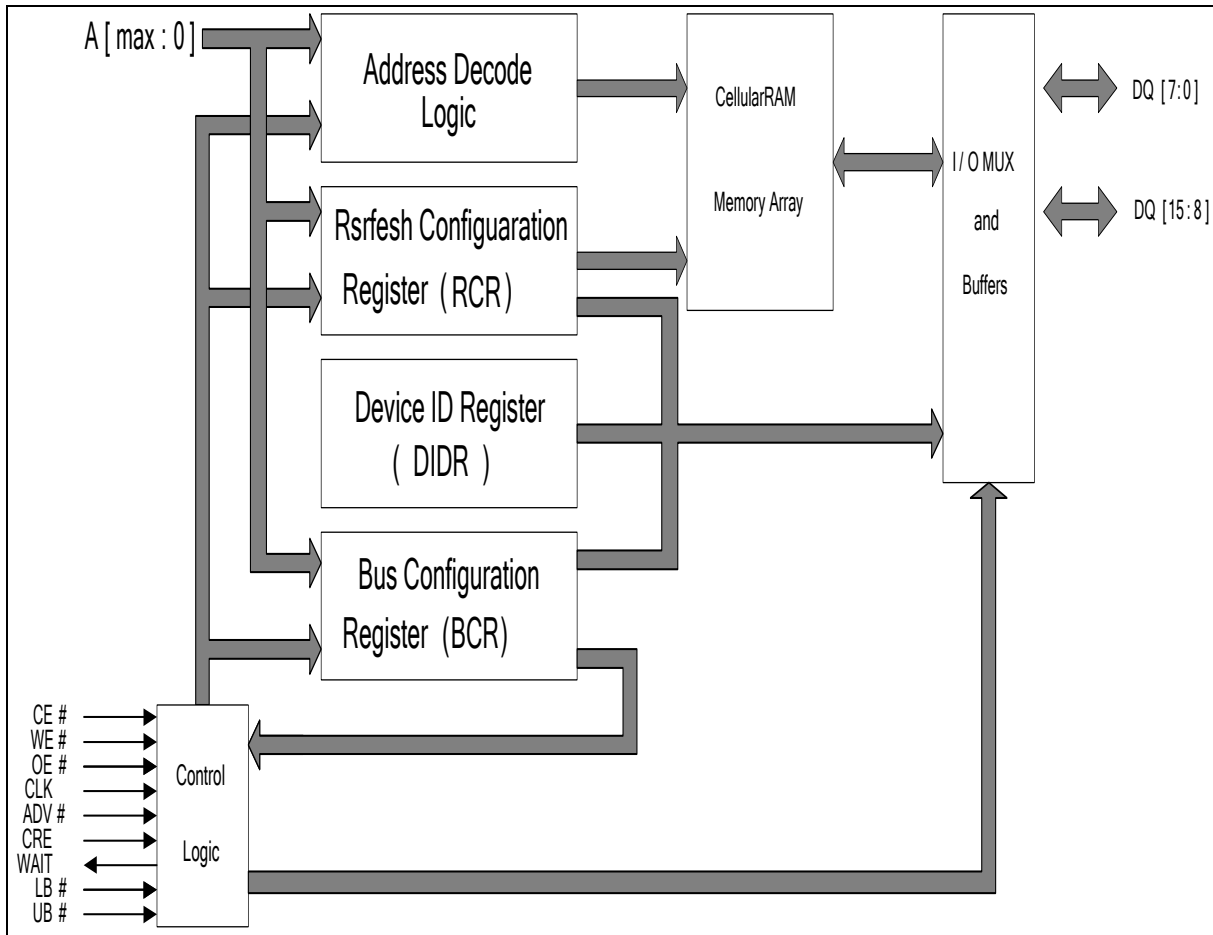 A [ max : 0 ]
Address Decode
Logic
CellularRAM
Memory Array
I / O MUX
and
Buffers
DQ [7:0]
DQ [15:8]
Rsrfesh Configuaration
Register ( RCR )
Device ID Register
( DIDR )
Bus Configuration
Register (BCR)
CE #
WE #
OE #
CLK
ADV #
CRE
WAIT
LB #
UB #
Control
Logic